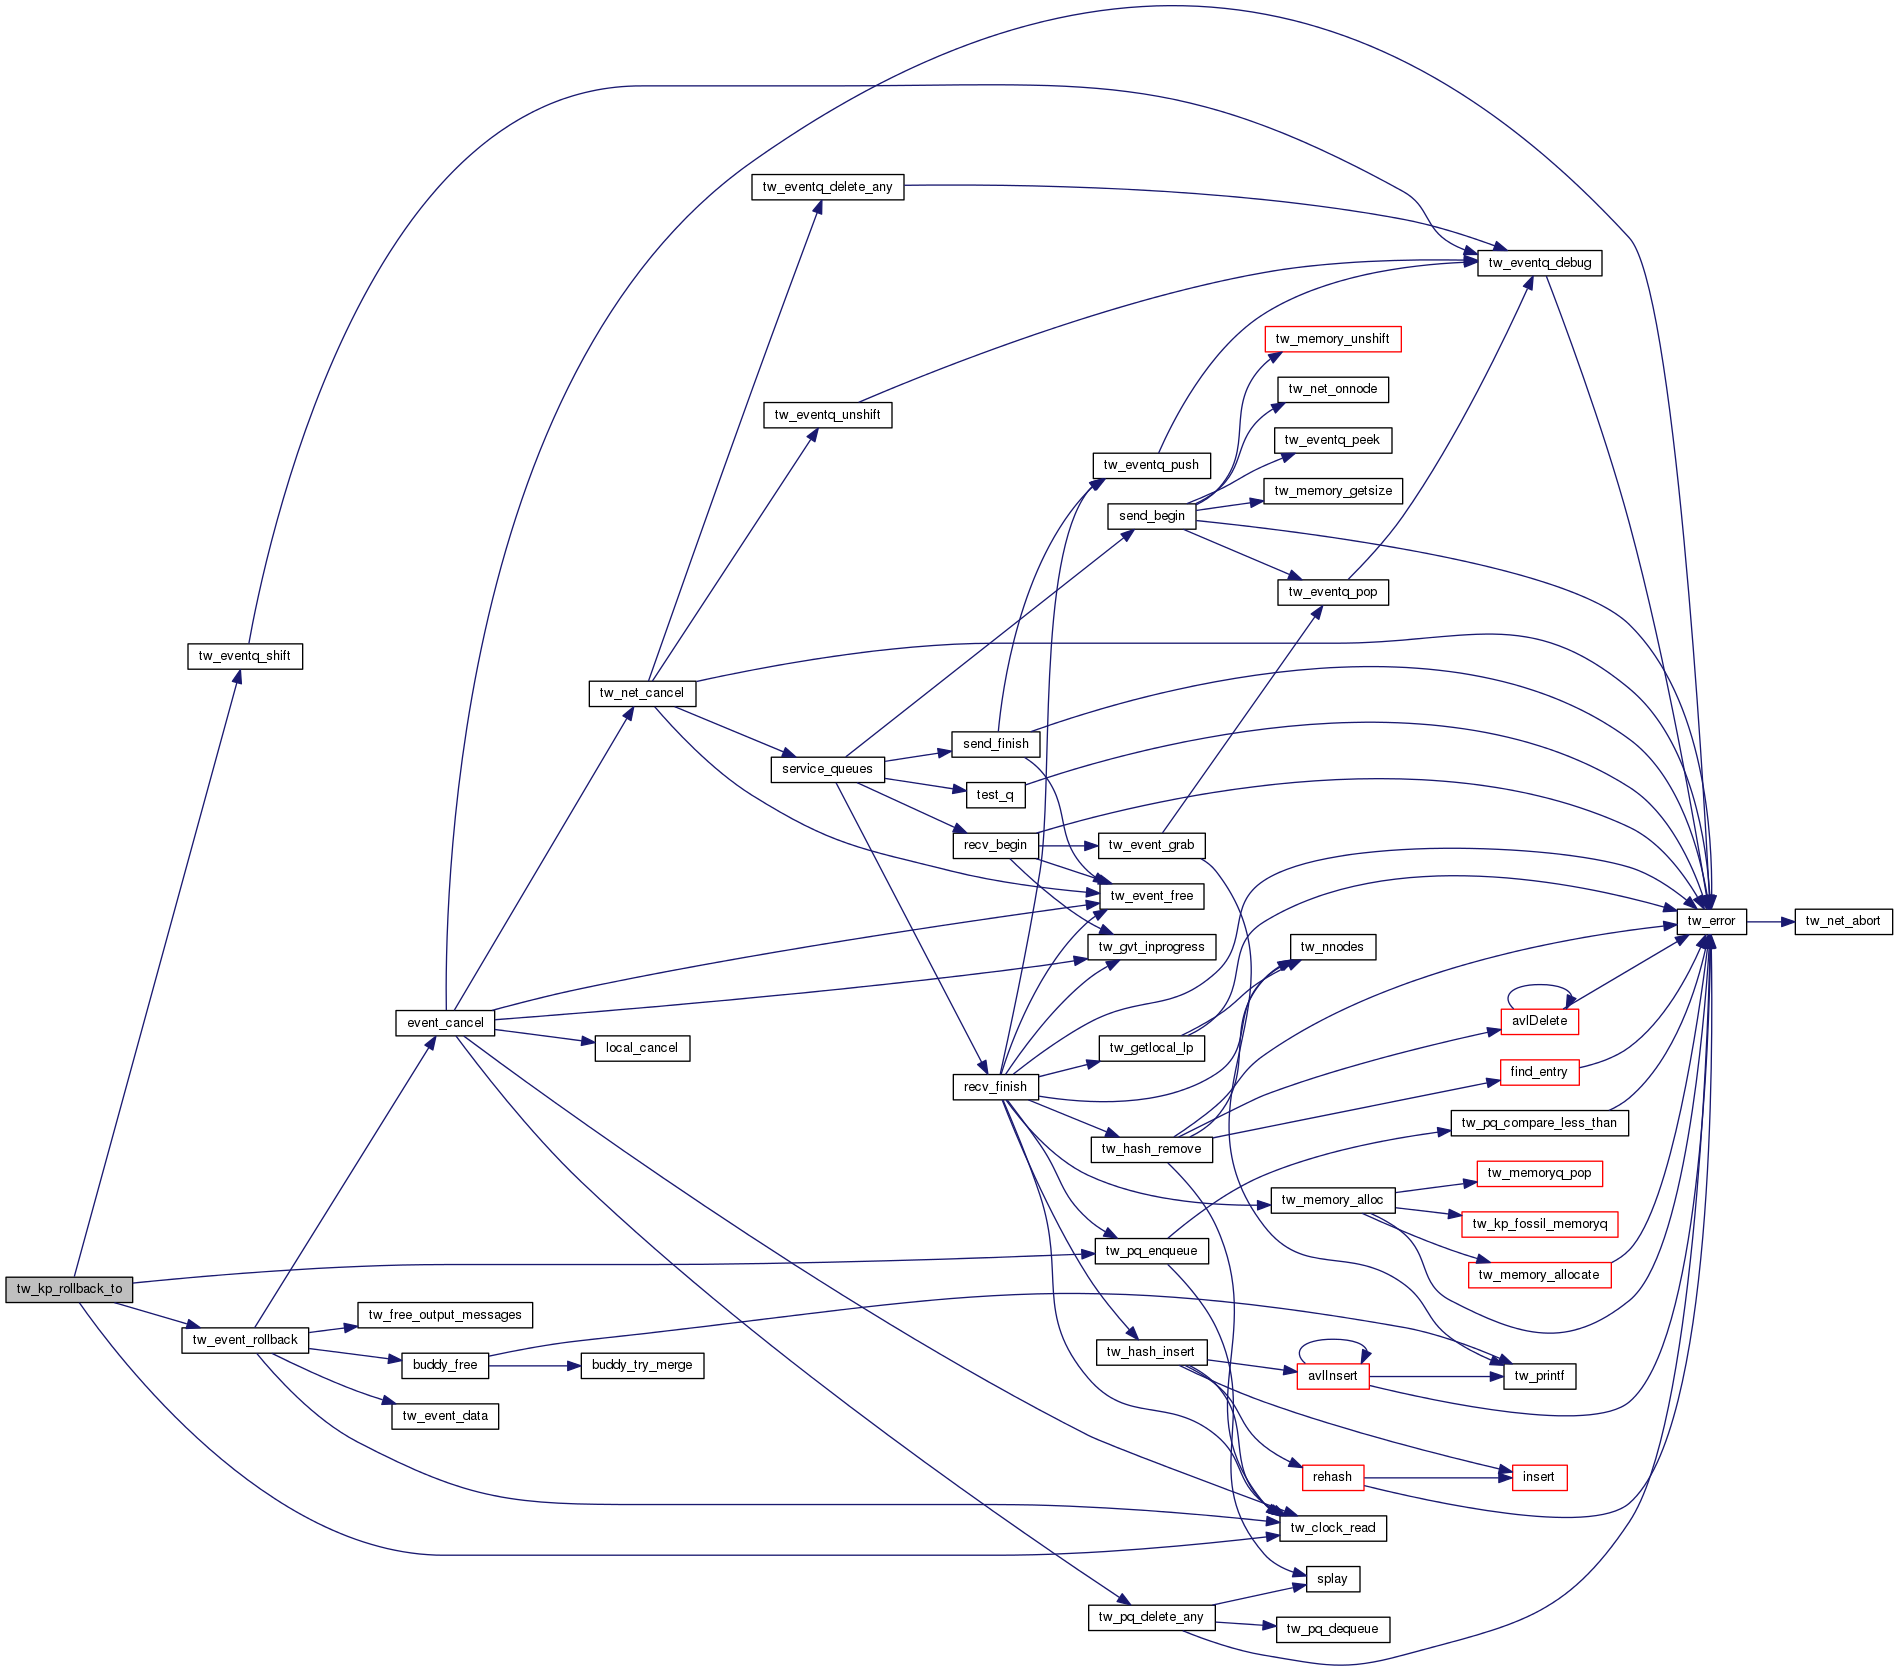 tw_eventq_delete_any
tw_eventq_debug
tw_memory_unshift
tw_net_onnode
tw_eventq_unshift
tw_eventq_peek
tw_eventq_push
tw_memory_getsize
send_begin
tw_eventq_pop
tw_eventq_shift
tw_net_cancel
send_finish
service_queues
test_q
recv_begin
tw_event_grab
tw_event_free
tw_error
tw_net_abort
tw_gvt_inprogress
tw_nnodes
event_cancel
avlDelete
local_cancel
tw_getlocal_lp
find_entry
recv_finish
tw_pq_compare_less_than
tw_hash_remove
tw_memoryq_pop
tw_memory_alloc
tw_kp_fossil_memoryq
tw_pq_enqueue
tw_memory_allocate
tw_kp_rollback_to
tw_free_output_messages
tw_event_rollback
tw_hash_insert
buddy_free
buddy_try_merge
avlInsert
tw_printf
tw_event_data
rehash
insert
tw_clock_read
splay
tw_pq_delete_any
tw_pq_dequeue